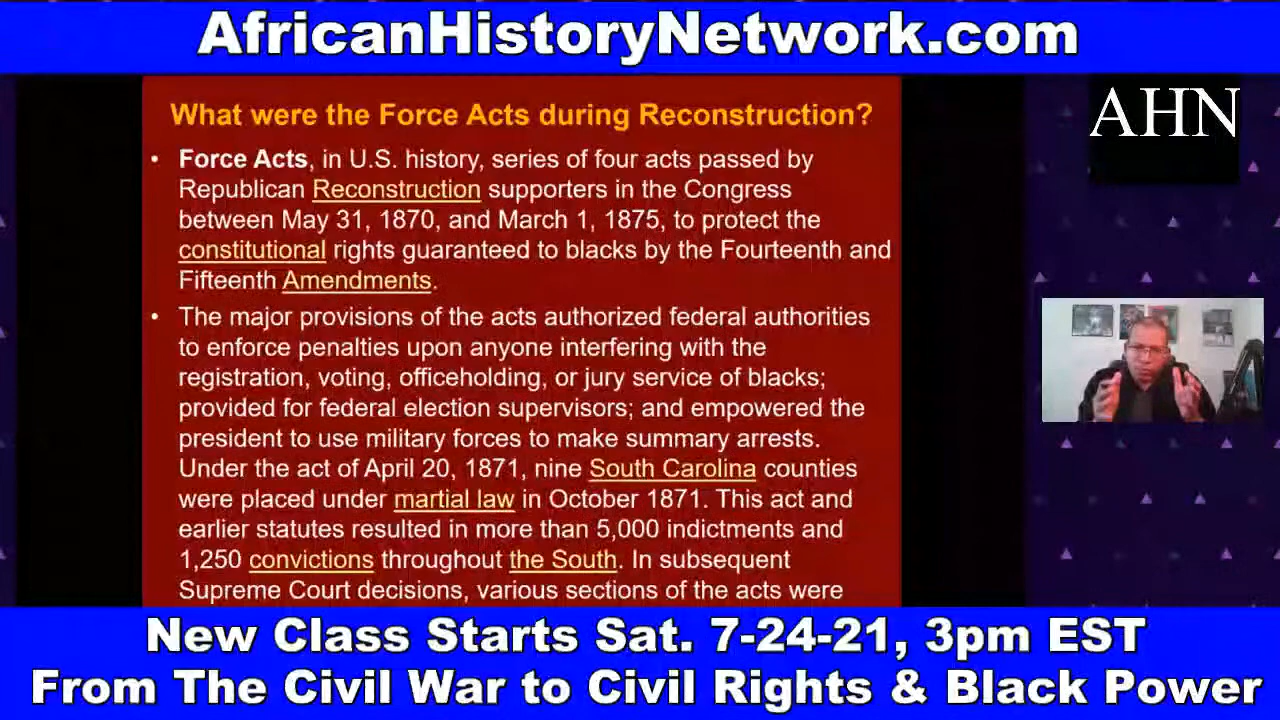 AfricanHistoryNetwork.com
AHN
What were the Force Acts during Reconstruction?
• Force Acts, in U.S. history, series of four acts passed by
Republican Reconstruction supporters in the Congress
between May 31, 1870, and March 1, 1875, to protect the
constitutional rights guaranteed to blacks by the Fourteenth and
Fifteenth Amendments.
• The major provisions of the acts authorized federal authorities
to enforce penalties upon anyone interfering with the
registration, voting, officeholding, or jury service of blacks;
provided for federal election supervisors; and empowered the
president to use military forces to make summary arrests.
Under the act of April 20, 1871, nine South Carolina counties
were placed under martial law in October 1871. This act and
earlier statutes resulted in more than 5,000 indictments and
1,250 convictions throughout the South. In subsequent
Supreme Court decisions, various sections of the acts were
New Class Starts Sat. 7-24-21, 3pm EST
From The Civil War to Civil Rights & Black Power